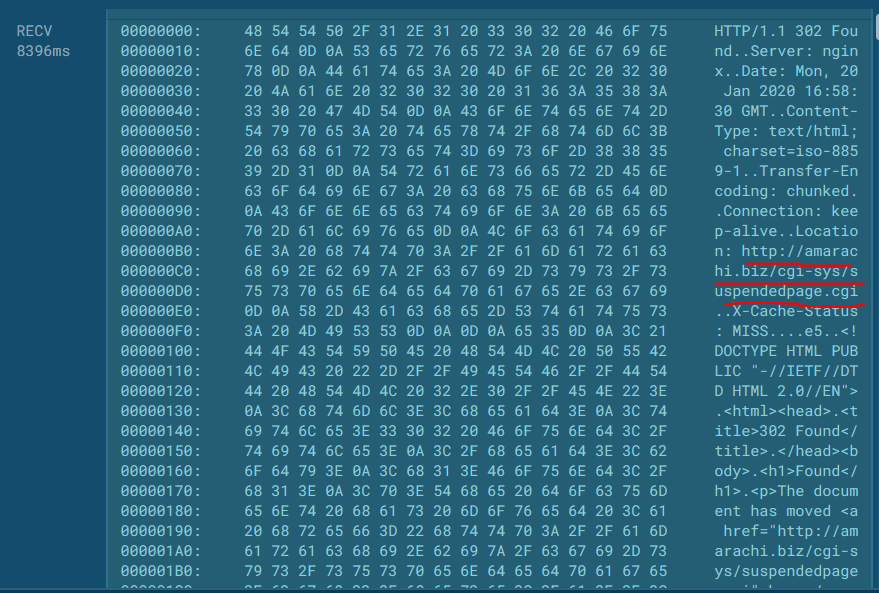 RECV
8396ms
00000000: 48 54 54 50 2F 31 2E 31 20 33 30 32 20 46 6F 75 HTTP/1.1 302 Fou
00000010: 6E 64 0D 0A 53 65 72 76 65 72 3A 20 6E 67 69 6E nd..Server: ngin
00000020: 78 0D 0A 44 61 74 65 3A 20 4D 6F 6E 2C 20 32 30 x..Date: Mon, 20
00000030: 20 4A 61 6E 20 32 30 32 30 20 31 36 3A 35 38 3A Jan 2020 16:58:
00000040: 33 30 20 47 4D 54 0D 0A 43 6F 6E 74 65 6E 74 2D 30 GMT..Content-
00000050: 54 79 70 65 3A 20 74 65 78 74 2F 68 74 6D 6C 3B Type: text/html;
00000060: 20 63 68 61 72 73 65 74 3D 69 73 6F 2D 38 38 35 charset=iso-885
00000070: 39 2D 31 0D 0A 54 72 61 6E 73 66 65 72 2D 45 6E 9-1..Transfer-En
00000080: 63 6F 64 69 6E 67 3A 20 63 68 75 6E 6B 65 64 0D coding: chunked.
00000090: 0A 43 6F 6E 6E 65 63 74 69 6F 6E 3A 20 6B 65 65 .Connection: kee
000000A0: 70 2D 61 6C 69 76 65 0D 0A 4C 6F 63 61 74 69 6F p-alive..Locatio
000000B0: 6E 3A 20 68 74 74 70 3A 2F 2F 61 6D 61 72 61 63 n: http://amarac
000000C0: 68 69 2E 62 69 7A 2F 63 67 69 2D 73 79 73 2F 73 hi.biz/cgi-sys/s
000000D0: 75 73 70 65 6E 64 65 64 70 61 67 65 2E 63 67 69 uspendedpage.cgi
000000E0: 0D 0A 58 2D 43 61 63 68 65 2D 53 74 61 74 75 73 ..X-Cache-Status
000000F0: 3A 20 4D 49 53 53 0D 0A 0D 0A 65 35 0D 0A 3C 21 : MISS....e5..<!
00000100: 44 4F 43 54 59 50 45 20 48 54 4D 4C 20 50 55 42 DOCTYPE HTML PUB
00000110: 4C 49 43 20 22 2D 2F 2F 49 45 54 46 2F 2F 44 54 LIC "-//IETF//DT
00000120: 44 20 48 54 4D 4C 20 32 2E 30 2F 2F 45 4E 22 3E D HTML 2.0//EN">
00000130: 0A 3C 68 74 6D 6C 3E 3C 68 65 61 64 3E 0A 3C 74 .<html><head>.<t
00000140: 69 74 6C 65 3E 33 30 32 20 46 6F 75 6E 64 3C 2F itle>302 Found</
00000150: 74 69 74 6C 65 3E 0A 3C 2F 68 65 61 64 3E 3C 62 title>.</head><b
00000160: 6F 64 79 3E 0A 3C 68 31 3E 46 6F 75 6E 64 3C 2F ody>.<h1>Found</
00000170: 68 31 3E 0A 3C 70 3E 54 68 65 20 64 6F 63 75 6D h1>.<p>The docum
00000180: 65 6E 74 20 68 61 73 20 6D 6F 76 65 64 20 3C 61 ent has moved <a
00000190: 20 68 72 65 66 3D 22 68 74 74 70 3A 2F 2F 61 6D href="http://am
000001A0: 61 72 61 63 68 69 2E 62 69 7A 2F 63 67 69 2D 73 arachi.biz/cgi-s
000001B0: 79 73 2F 73 75 73 70 65 6E 64 65 64 70 61 67 65 ys/suspendedpage